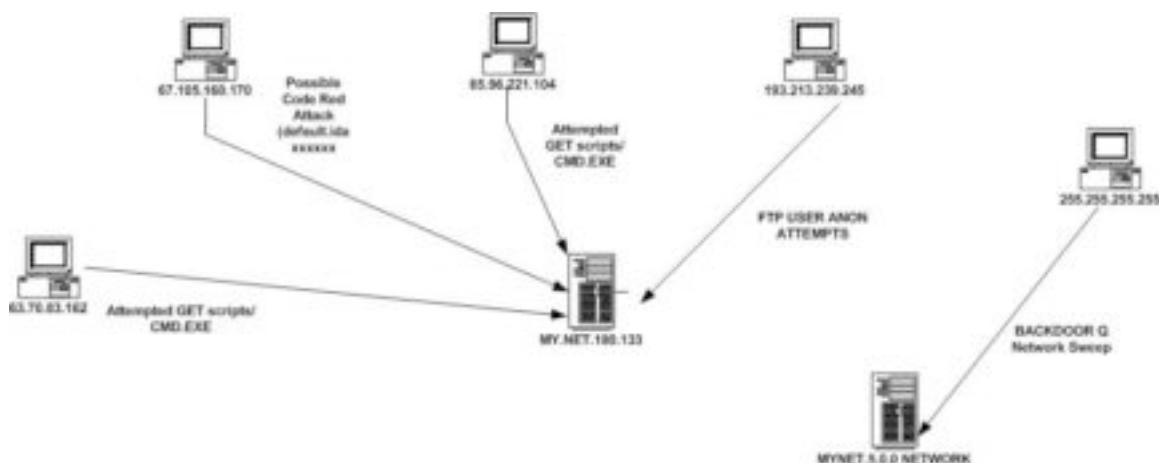 67.105.160.170
Possible
Code Red
Attack
(default.ida
xxxxxx
65.96.221.104
Attempted
GET scripts/
CMD.EXE
193.213.239.245
255.255.255.255
FTP USER ANON
ATTEMPTS
63.70.83.162
Attempted GET scripts/
CMD.EXE
MY.NET.180.133
BACKDOOR Q
Network Sweep
MYNET.5.0.0 NETWORK